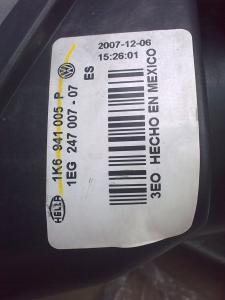 HELLA
1K6 941 005 P
1EG 247 007 - 07 ES
2007-12-06
15:26:01
3EO HECHO EN MEXICO